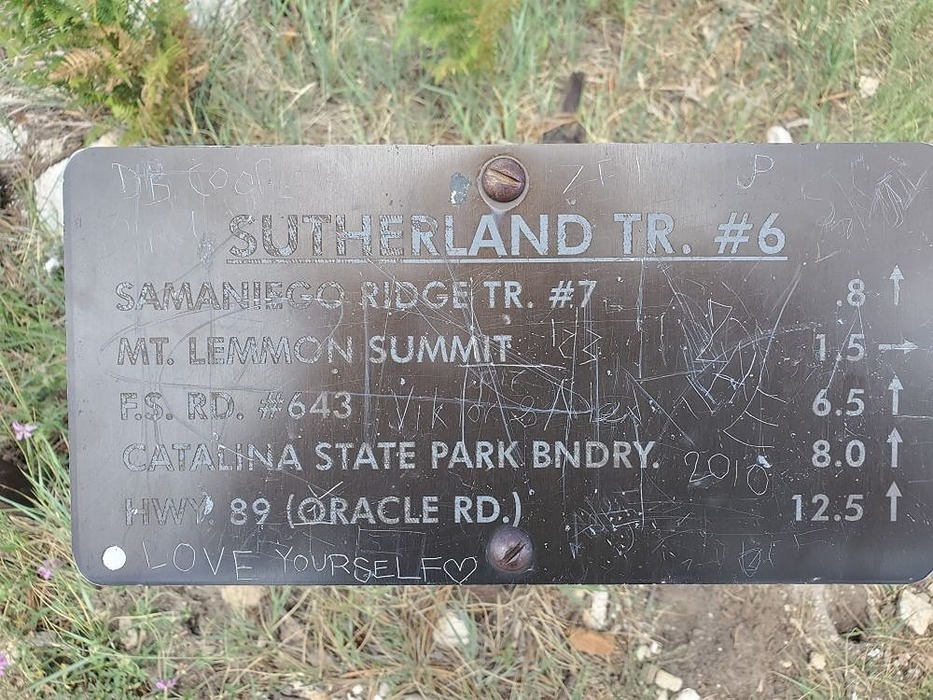 SUTHERLAND TR. #6
SAMANIEGO RIDGE TR. #7 .8 ↑
MT. LEMMON SUMMIT 1.5 →
F.S. RD. #643 6.5 ↑
CATALINA STATE PARK BNDRY. 8.0 ↑
2010
HWY. 89 (ORACLE RD.) 12.5 ↑
LOVE YOURSELF♡